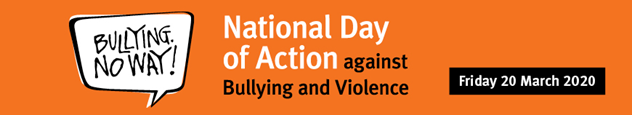 BULLYING.
NO WAY!
National Day
of Action against
Bullying and Violence
Friday 20 March 2020